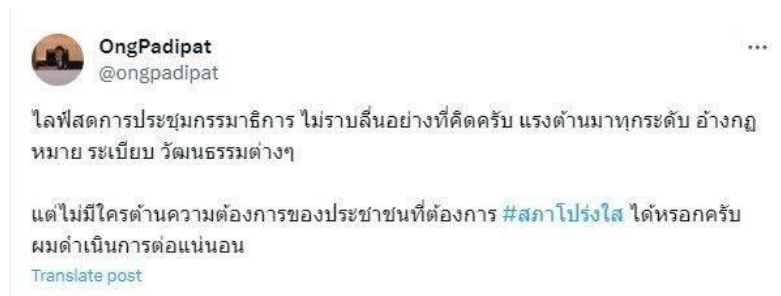 OngPadipat
...
@ongpadipat
ไลฟ์สดการประชุมกรรมาธิการ ไม่ราบลื่นอย่างที่คิดครับ แรงต้านมาทุกระดับ อ้างกฏ
หมาย ระเบียบ วัฒนธรรมต่างๆ
แต่ไม่มีใครต้านความต้องการของประชาชนที่ต้องการ #สภาโปร่งใส ได้หรอกครับ
ผมดำเนินการต่อแน่นอน
Translate post